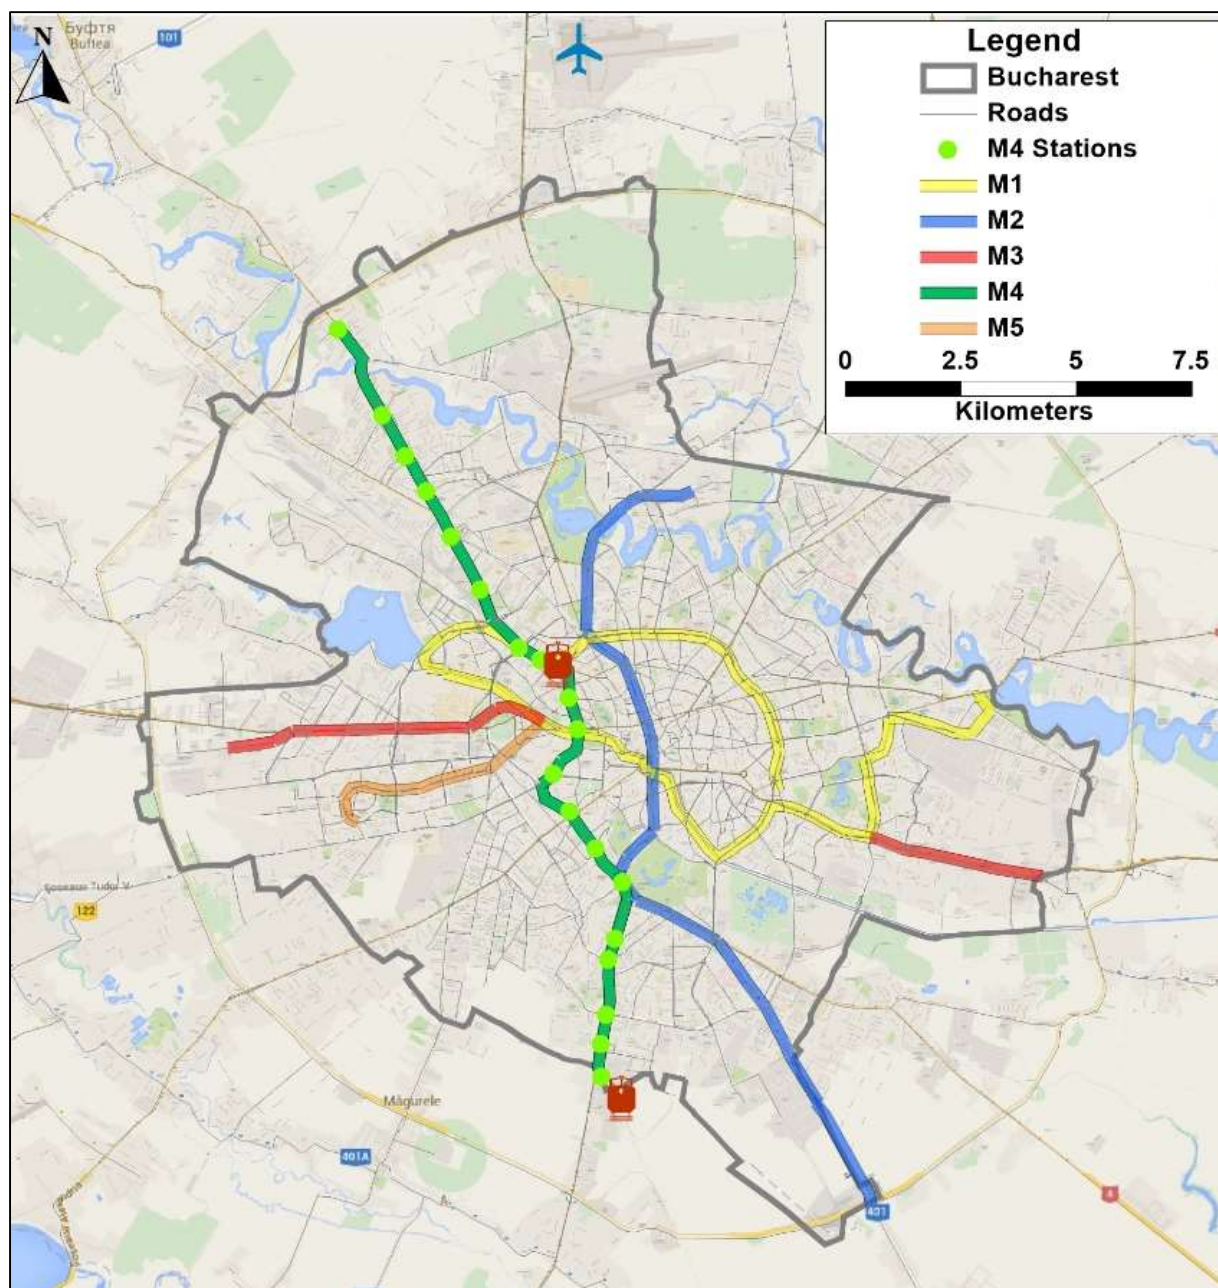 Буфтя
Buftea
101
N
Legend
Bucharest
Roads
M4 Stations
M1
M2
M3
M4
M5
0 2.5 5 7.5
Kilometers
122
Măgurele
401A
401
4